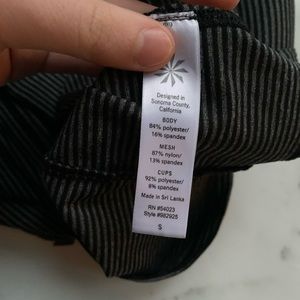 Designed in
Sonoma County,
California
BODY
84% polyester/
16% spandex
MESH
87% nylon/
13% spandex
CUPS
92% polyester/
8% spandex
Made in Sri Lanka
RN #54023
Style #982925
S